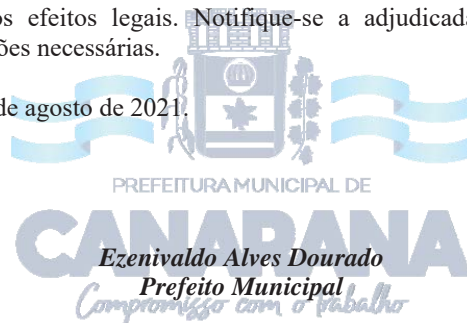 os efeitos legais. Notifique-se a adjudicada
ões necessárias.
de agosto de 2021.
PREFEITURA MUNICIPAL DE
CANARANA
Ezenivaldo Alves Dourado
Prefeito Municipal
Compromisso com o trabalho